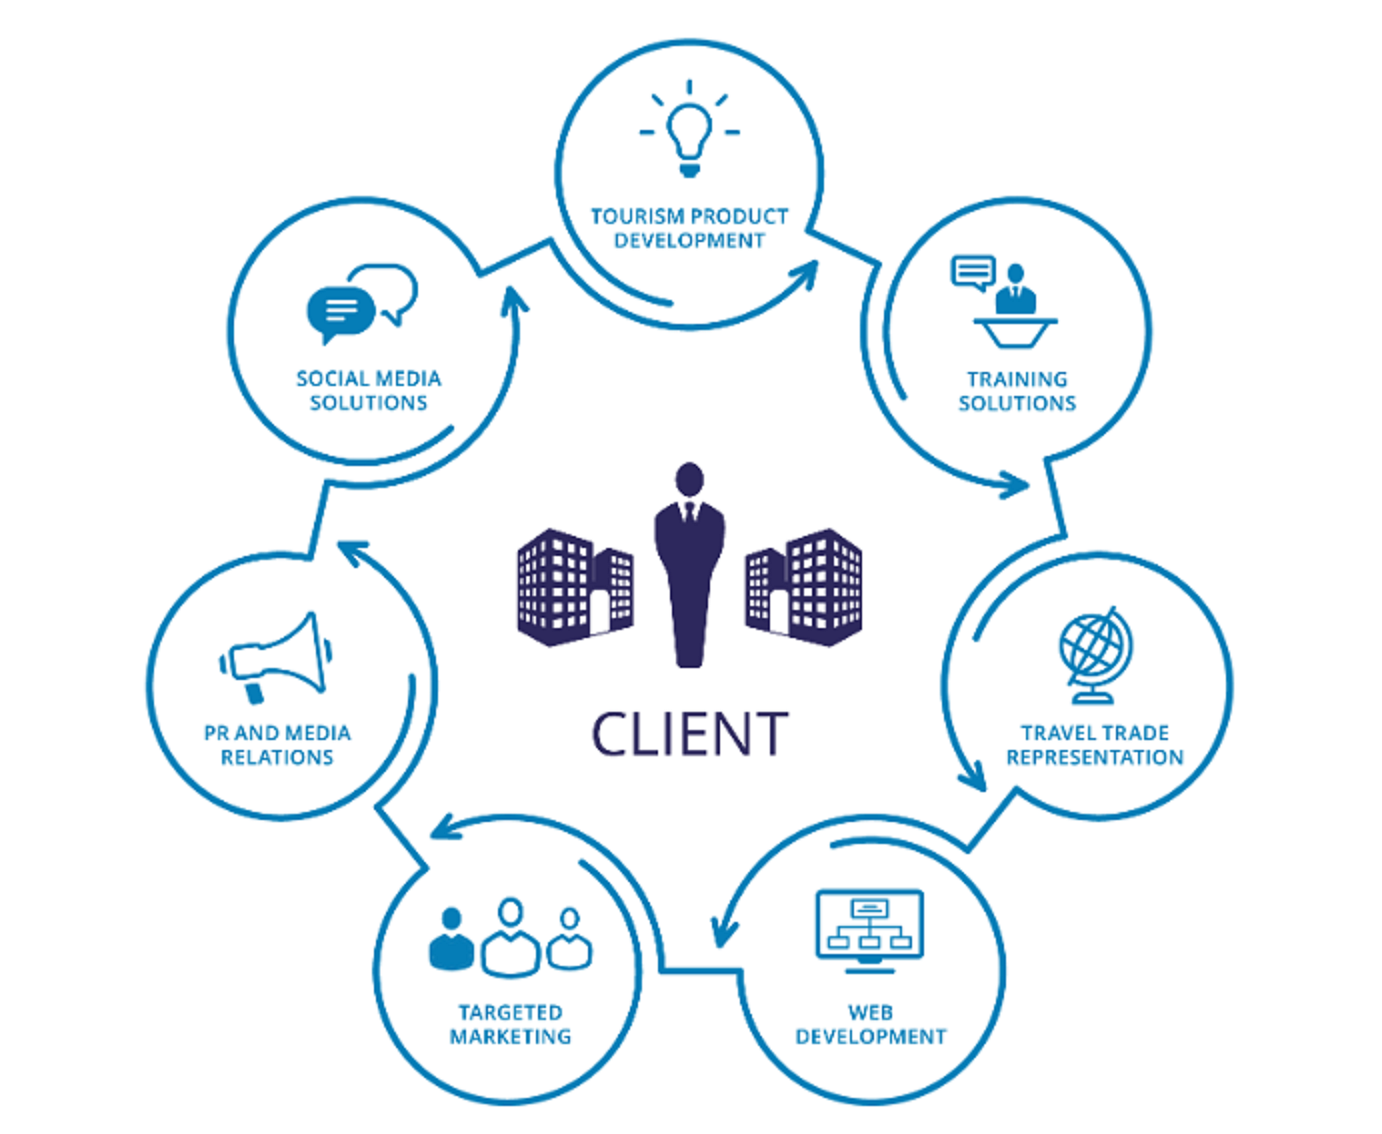 TOURISM PRODUCT
DEVELOPMENT
TRAINING
SOLUTIONS
TRAVEL TRADE
REPRESENTATION
WEB
DEVELOPMENT
TARGETED
MARKETING
PR AND MEDIA
RELATIONS
SOCIAL MEDIA
SOLUTIONS
CLIENT